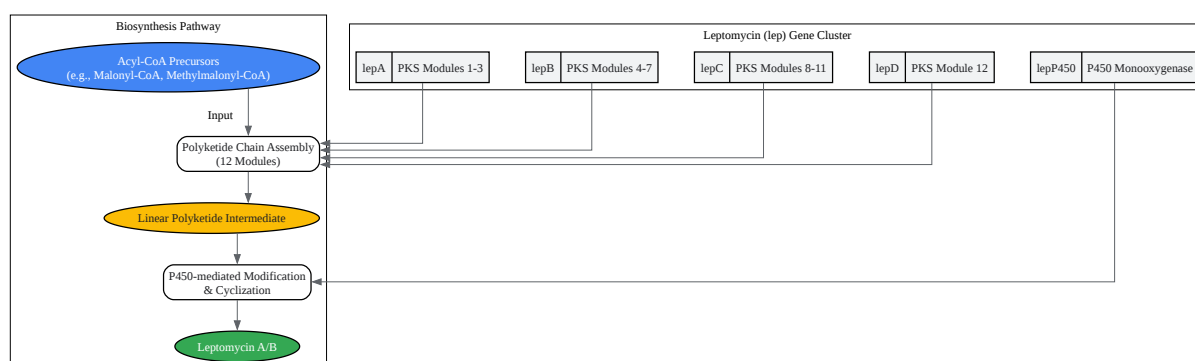 Biosynthesis Pathway
Acyl-CoA Precursors
(e.g., Malonyl-CoA, Methylmalonyl-CoA)
Input
Polyketide Chain Assembly
(12 Modules)
Linear Polyketide Intermediate
P450-mediated Modification
& Cyclization
Leptomycin A/B
Leptomycin (lep) Gene Cluster
lepA PKS Modules 1-3
lepB PKS Modules 4-7
lepC PKS Modules 8-11
lepD PKS Module 12
lepP450 P450 Monooxygenase